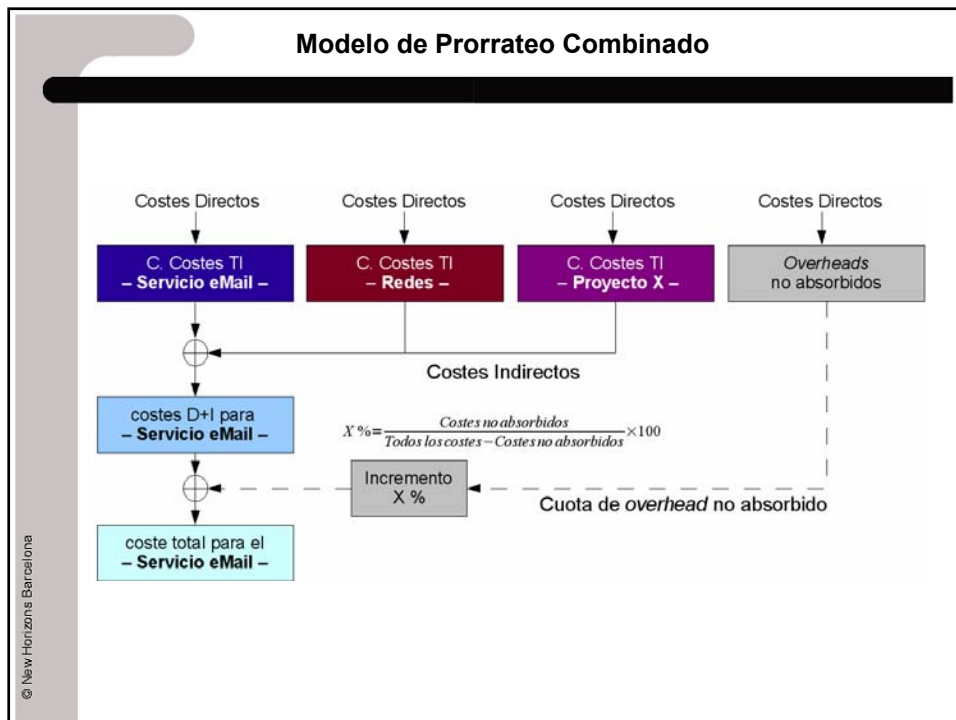 Modelo de Prorrateo Combinado
Costes Directos
Costes Directos
Costes Directos
Costes Directos
C. Costes TI
– Servicio eMail –
C. Costes TI
– Redes –
C. Costes TI
– Proyecto X –
Overheads
no absorbidos
Costes Indirectos
costes D+I para
– Servicio eMail –
X %= Costes no absorbidos / Todos los costes – Costes no absorbidos ×100
Incremento
X %
Cuota de overhead no absorbido
coste total para el
– Servicio eMail –
© New Horizons Barcelona